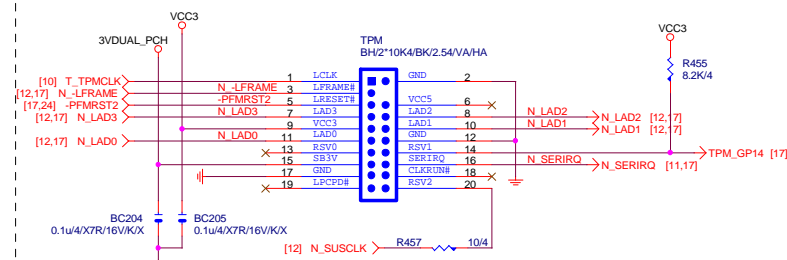 VCC3
VCC3
3VDUAL_PCH
TPM
BH/2*10K4/BK/2.54/VA/HA
R455
8.2K/4
[10] T_TPMCLK 1 LCLK GND 2
[12,17] N_-LFRAME N_-LFRAME 3 LFRAME#
[17,24] -PFMRST2 -PFMRST2 5 LRESET# VCC5 6
[12,17] N_LAD3 N_LAD3 7 LAD3 LAD2 8 N_LAD2 N_LAD2 [12,17]
9 VCC3 LAD1 10 N_LAD1 N_LAD1 [12,17]
[12,17] N_LAD0 N_LAD0 11 LAD0 GND 12
13 RSV0 RSV1 14 TPM_GP14 [17]
15 SB3V SERIRQ 16 N_SERIRQ N_SERIRQ [11,17]
17 GND CLKRUN# 18
19 LPCPD# RSV2 20
BC204
0.1u/4/X7R/16V/K/X
BC205
0.1u/4/X7R/16V/K/X
[12] N_SUSCLK R457 10/4